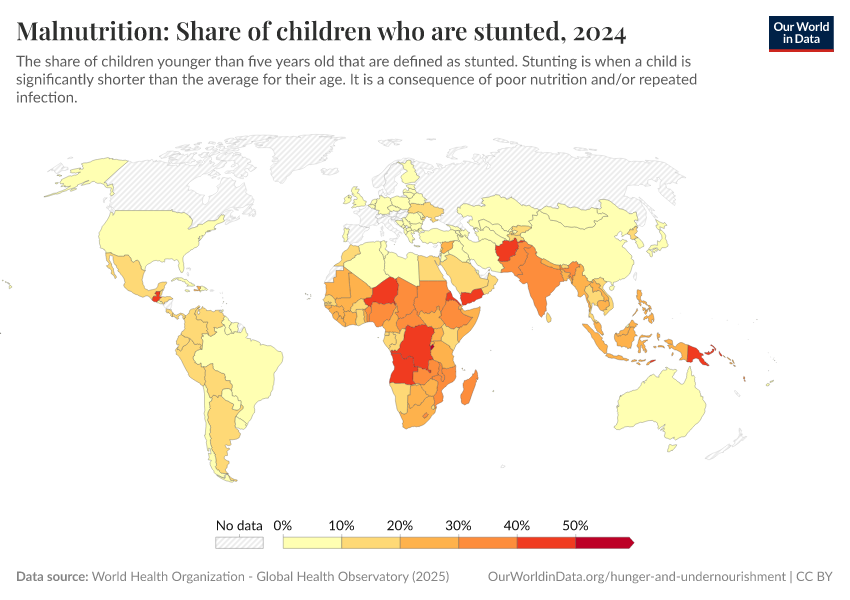 Malnutrition: Share of children who are stunted, 2024
Our World
in Data
The share of children younger than five years old that are defined as stunted. Stunting is when a child is
significantly shorter than the average for their age. It is a consequence of poor nutrition and/or repeated
infection.
No data 0% 10% 20% 30% 40% 50%
Data source: World Health Organization - Global Health Observatory (2025)
OurWorldinData.org/hunger-and-undernourishment | CC BY